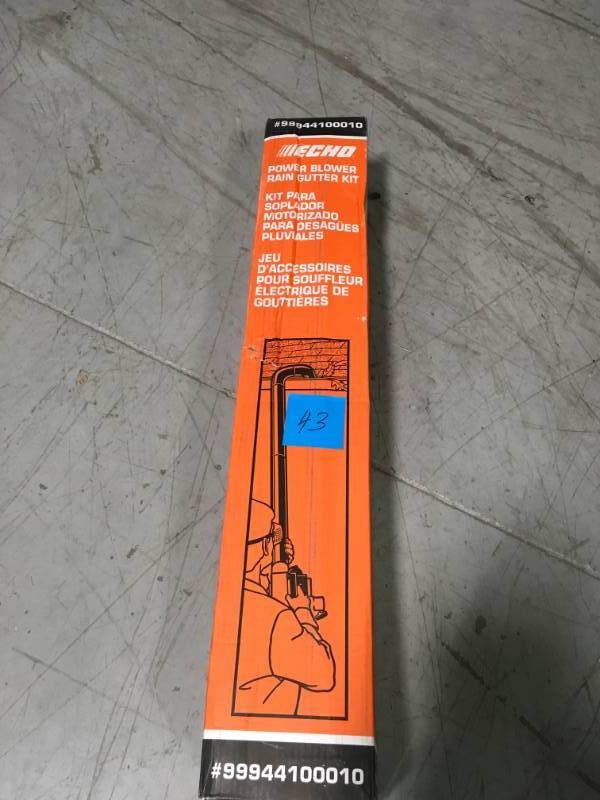 #99944100010
ECHO
POWER BLOWER
RAIN GUTTER KIT
KIT PARA
SOPLADOR
MOTORIZADO
PARA DESAGÜES
PLUVIALES
JEU
D'ACCESSOIRES
POUR SOUFFLEUR
ÉLECTRIQUE DE
GOUTTIÈRES
43
#99944100010